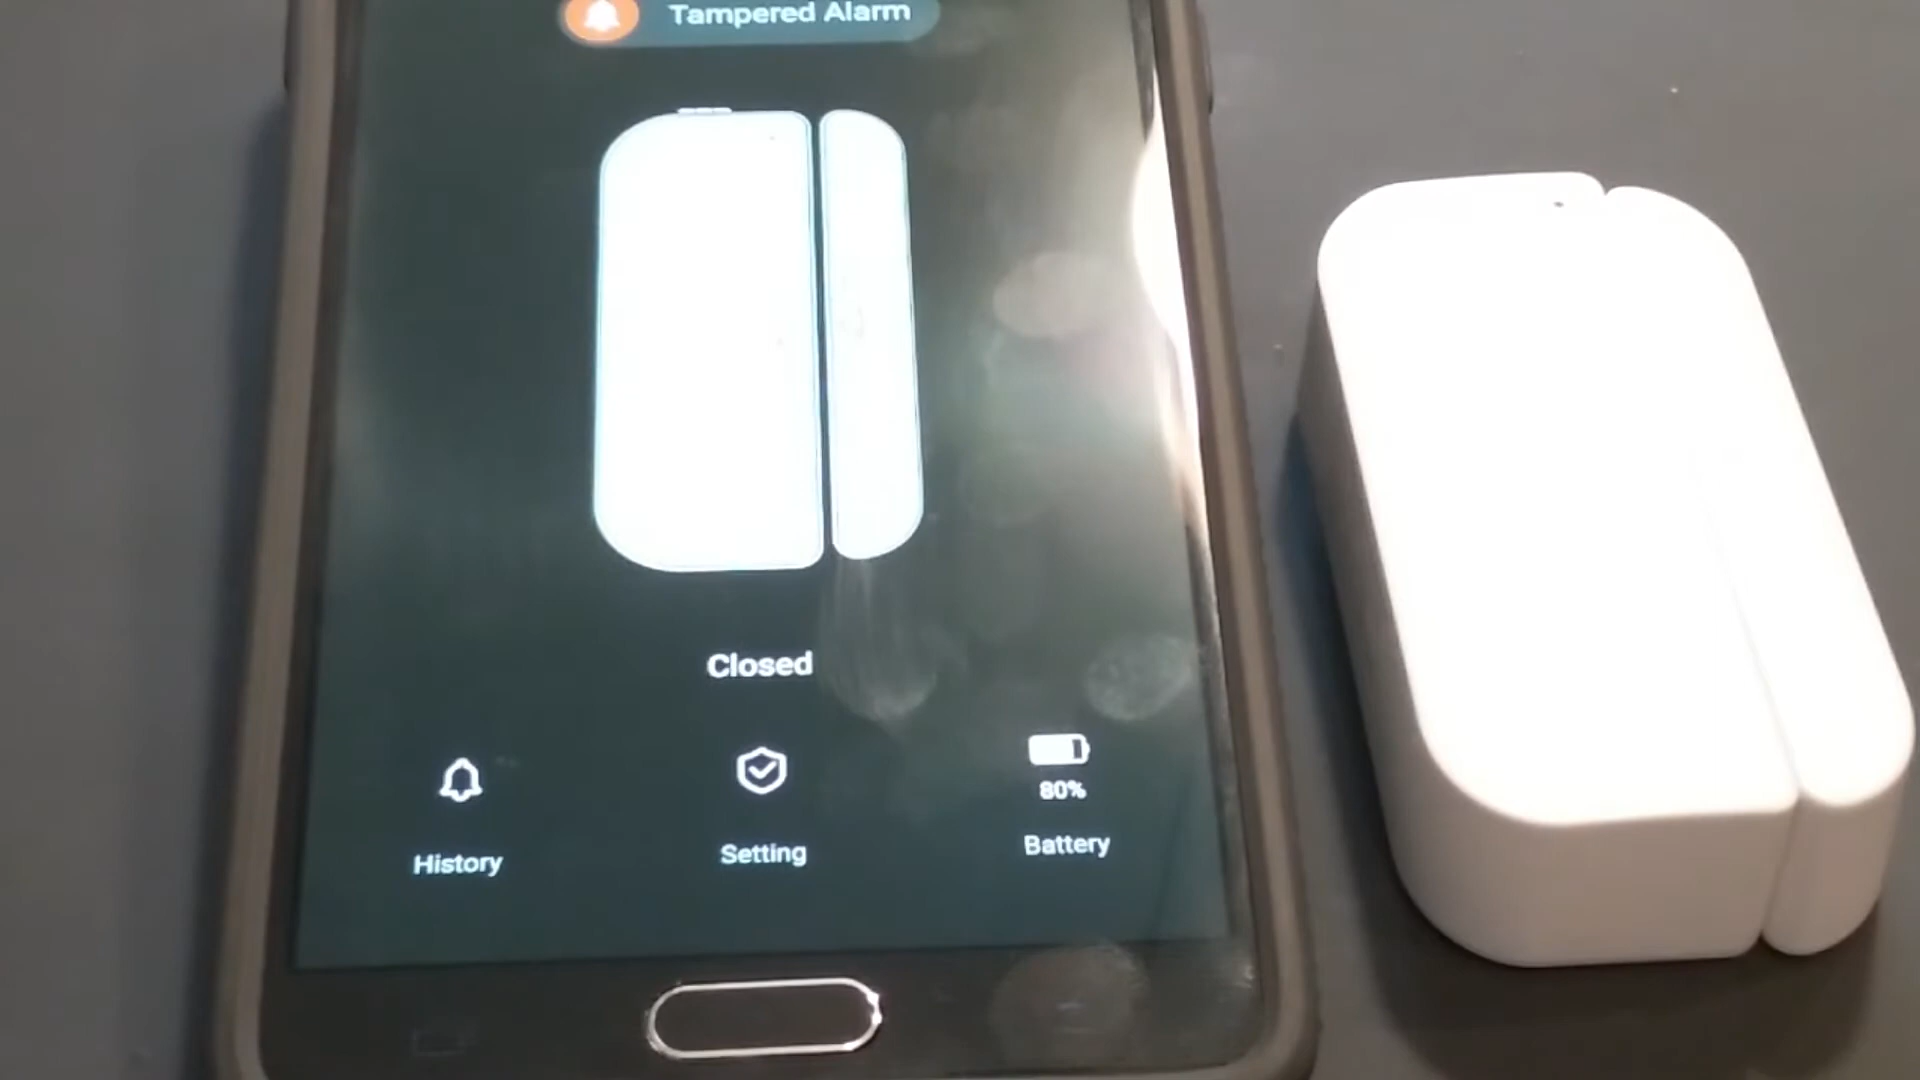 Tampered Alarm
Closed
80%
History
Setting
Battery